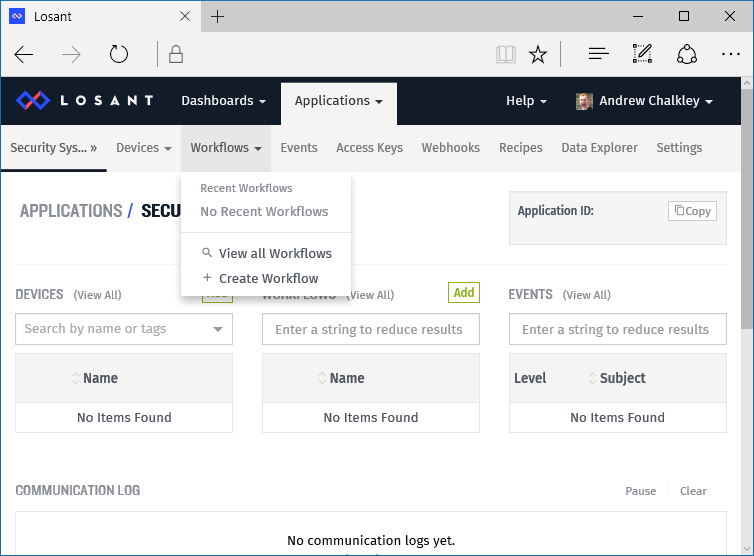 Losant
LOSANT Dashboards Applications Help Andrew Chalkley
Security Sys... » Devices Workflows Events Access Keys Webhooks Recipes Data Explorer Settings
Recent Workflows
No Recent Workflows
View all Workflows
+ Create Workflow
APPLICATIONS / SECU
Application ID: Copy
DEVICES (View All) (View All) Add EVENTS (View All)
Search by name or tags Enter a string to reduce results Enter a string to reduce results
Name Name Level Subject
No Items Found No Items Found No Items Found
COMMUNICATION LOG Pause Clear
No communication logs yet.